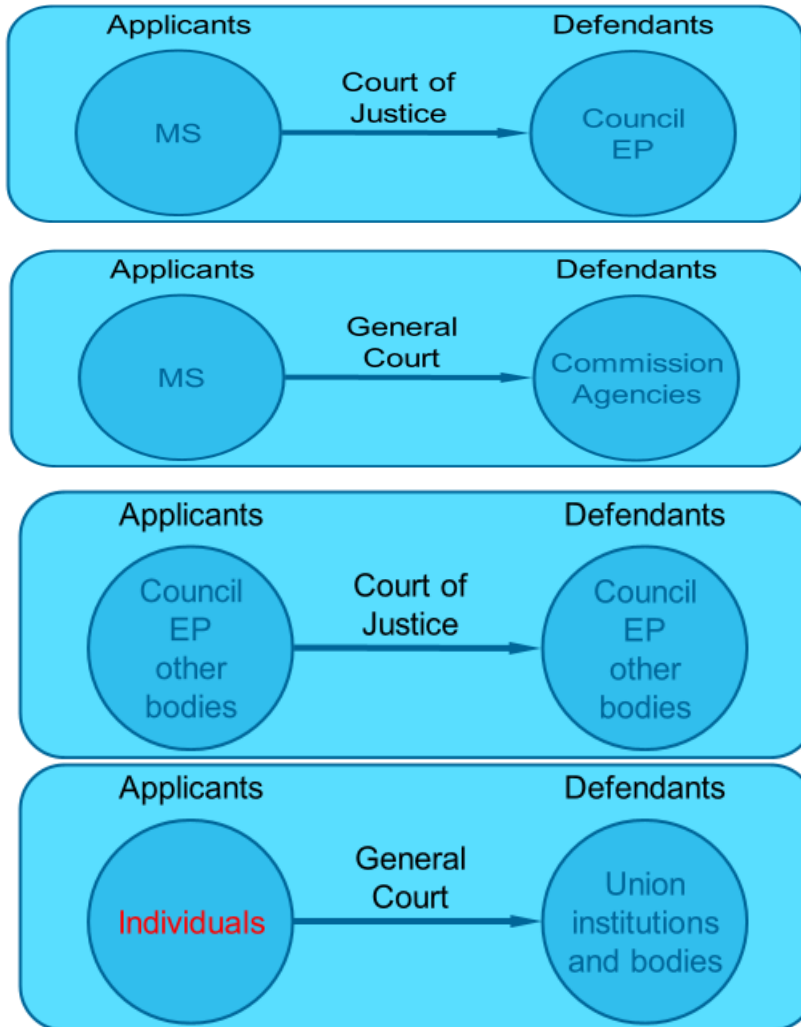 Applicants
Defendants
Court of
Justice
MS
Council
EP
Applicants
Defendants
General
Court
MS
Commission
Agencies
Applicants
Defendants
Council
EP
other
bodies
Court of
Justice
Council
EP
other
bodies
Applicants
Defendants
Individuals
General
Court
Union
institutions
and bodies